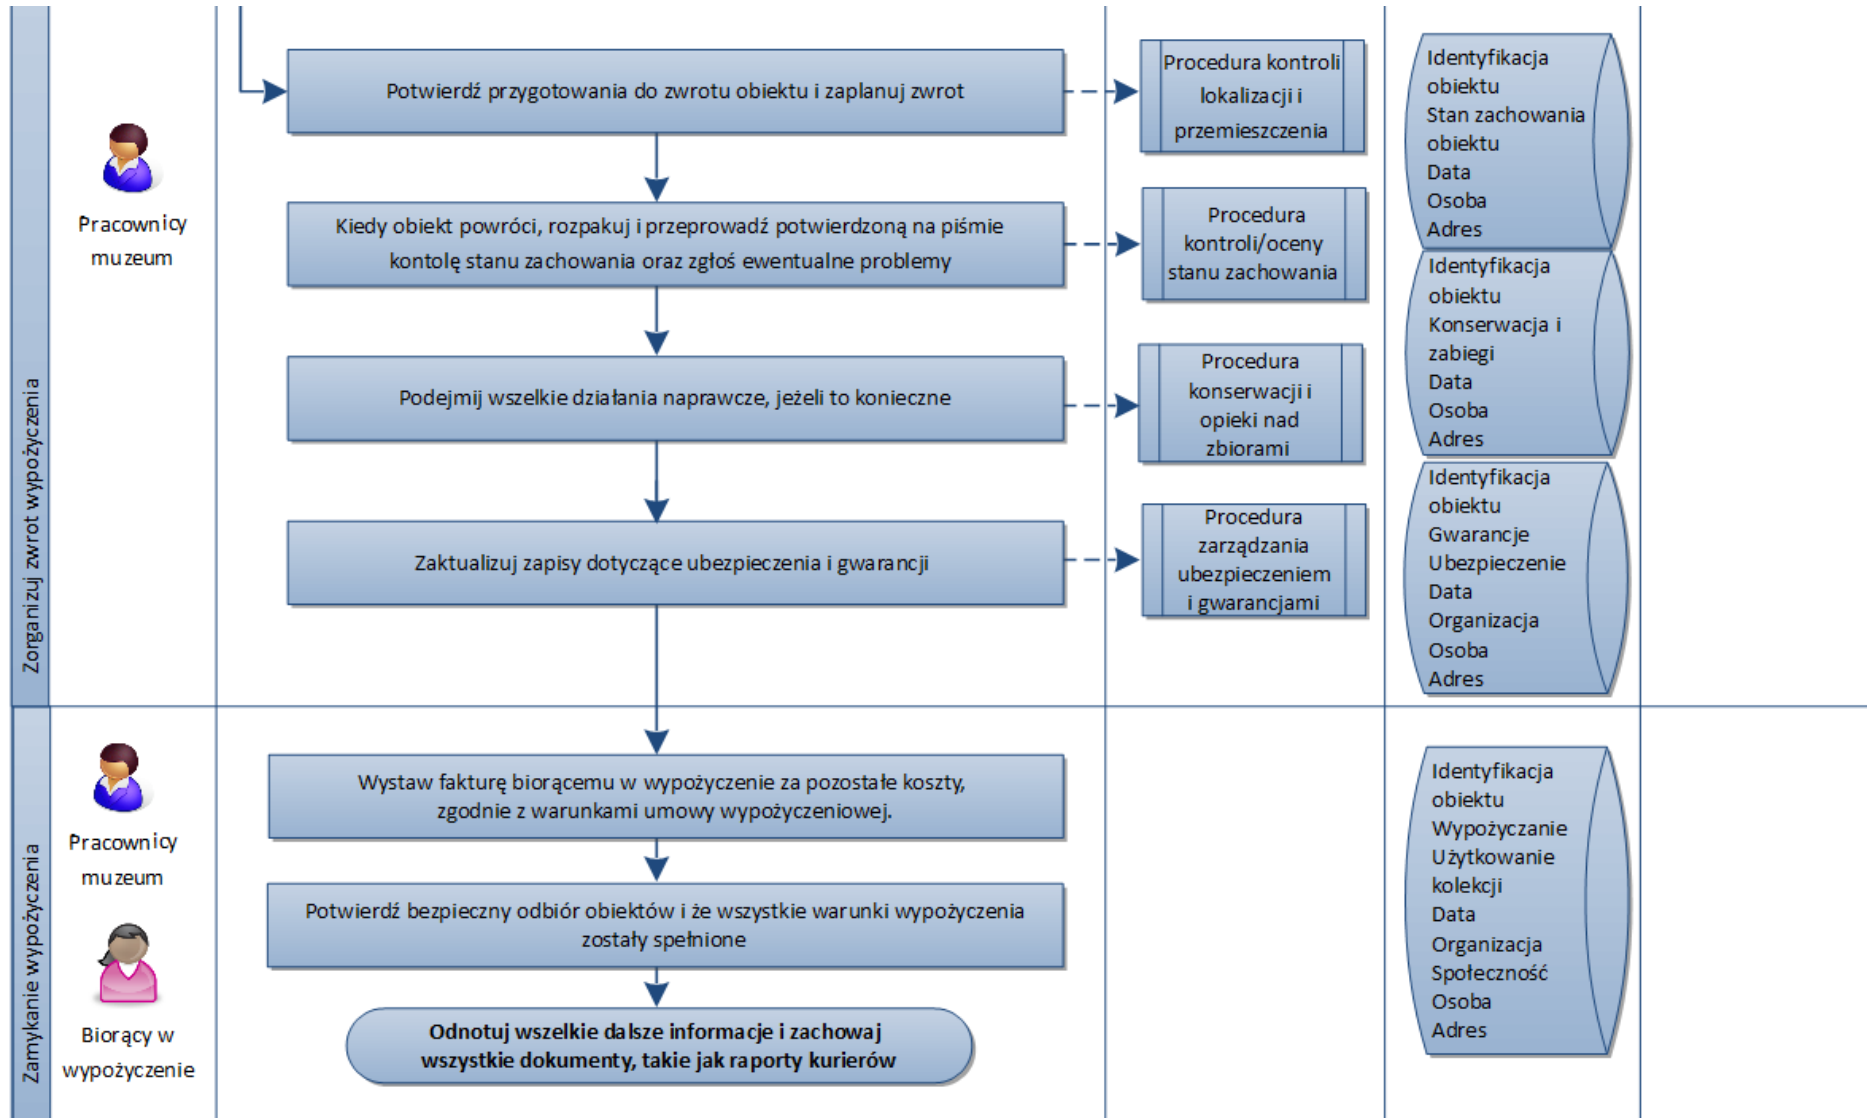 Zorganizuj zwrot wypożyczenia
Pracownicy
muzeum
Potwierdź przygotowania do zwrotu obiektu i zaplanuj zwrot
Kiedy obiekt powróci, rozpakuj i przeprowadź potwierdzoną na piśmie
kontolę stanu zachowania oraz zgłoś ewentualne problemy
Podejmij wszelkie działania naprawcze, jeżeli to konieczne
Zaktualizuj zapisy dotyczące ubezpieczenia i gwarancji
Procedura kontroli
lokalizacji i
przemieszczenia
Procedura
kontroli/oceny
stanu zachowania
Procedura
konserwacji i
opieki nad
zbiorami
Procedura
zarządzania
ubezpieczeniem
i gwarancjami
Identyfikacja
obiektu
Stan zachowania
obiektu
Data
Osoba
Adres
Identyfikacja
obiektu
Konserwacja i
zabiegi
Data
Osoba
Adres
Identyfikacja
obiektu
Gwarancje
Ubezpieczenie
Data
Organizacja
Osoba
Adres
Zamykanie wypożyczenia
Pracownicy
muzeum
Biorący w
wypożyczenie
Wystaw fakturę biorącemu w wypożyczenie za pozostałe koszty,
zgodnie z warunkami umowy wypożyczeniowej.
Potwierdź bezpieczny odbiór obiektów i że wszystkie warunki wypożyczenia
zostały spełnione
Odnotuj wszelkie dalsze informacje i zachowaj
wszystkie dokumenty, takie jak raporty kurierów
Identyfikacja
obiektu
Wypożyczanie
Użytkowanie
kolekcji
Data
Organizacja
Społeczność
Osoba
Adres